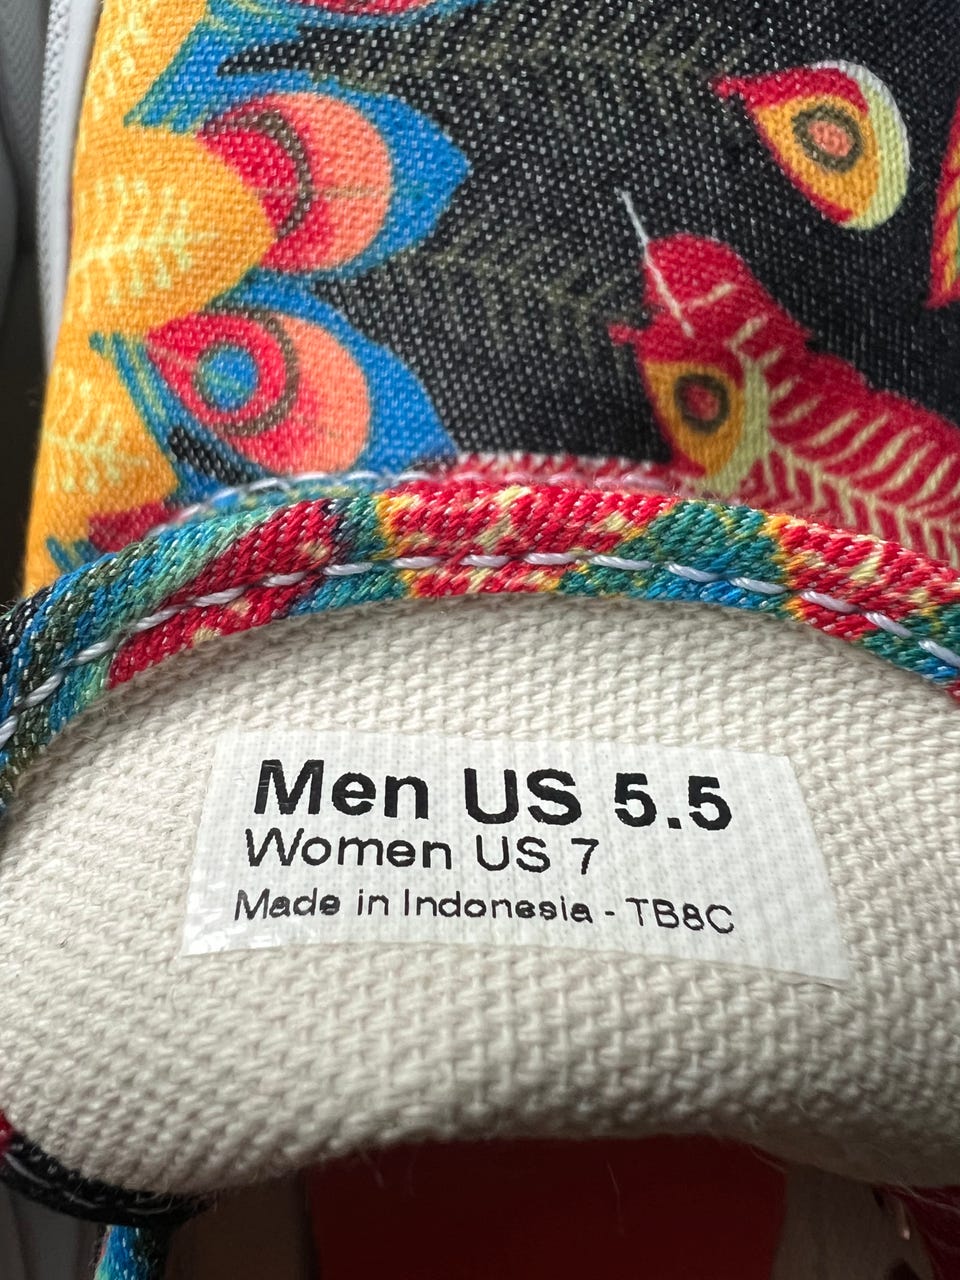 Men US 5.5
Women US 7
Made in Indonesia - TB8C